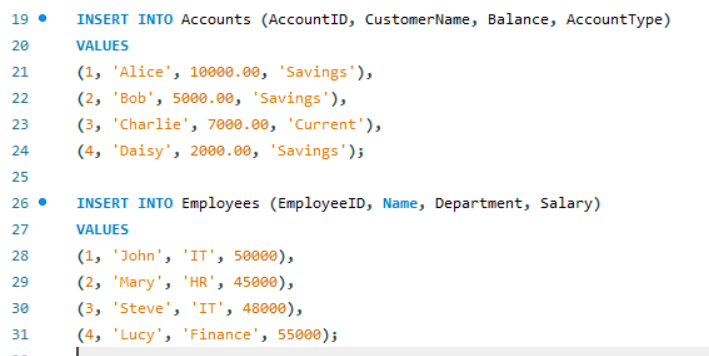 19 INSERT INTO Accounts (AccountID, CustomerName, Balance, AccountType)
20 VALUES
21 (1, 'Alice', 10000.00, 'Savings'),
22 (2, 'Bob', 5000.00, 'Savings'),
23 (3, 'Charlie', 7000.00, 'Current'),
24 (4, 'Daisy', 2000.00, 'Savings');
25
26 INSERT INTO Employees (EmployeeID, Name, Department, Salary)
27 VALUES
28 (1, 'John', 'IT', 50000),
29 (2, 'Mary', 'HR', 45000),
30 (3, 'Steve', 'IT', 48000),
31 (4, 'Lucy', 'Finance', 55000);